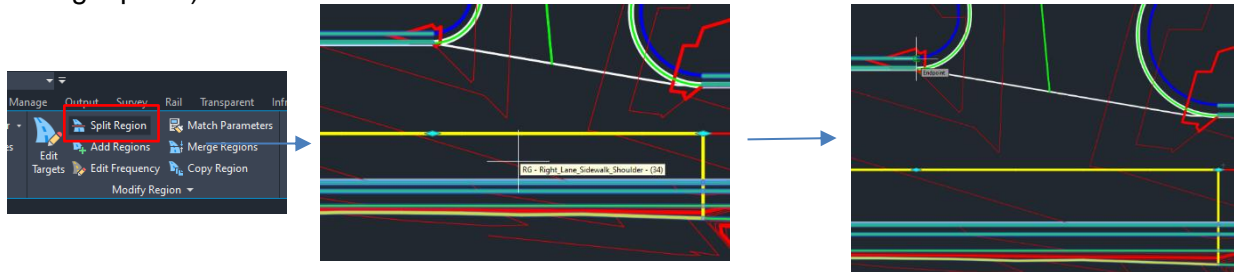 Manage Output Survey Rail Transparent
Split Region Match Parameters
Add Regions Merge Regions
Edit Targets Edit Frequency Copy Region
Modify Region
RG - Right_Lane_Sidewalk_Shoulder - (34)
Endpoint